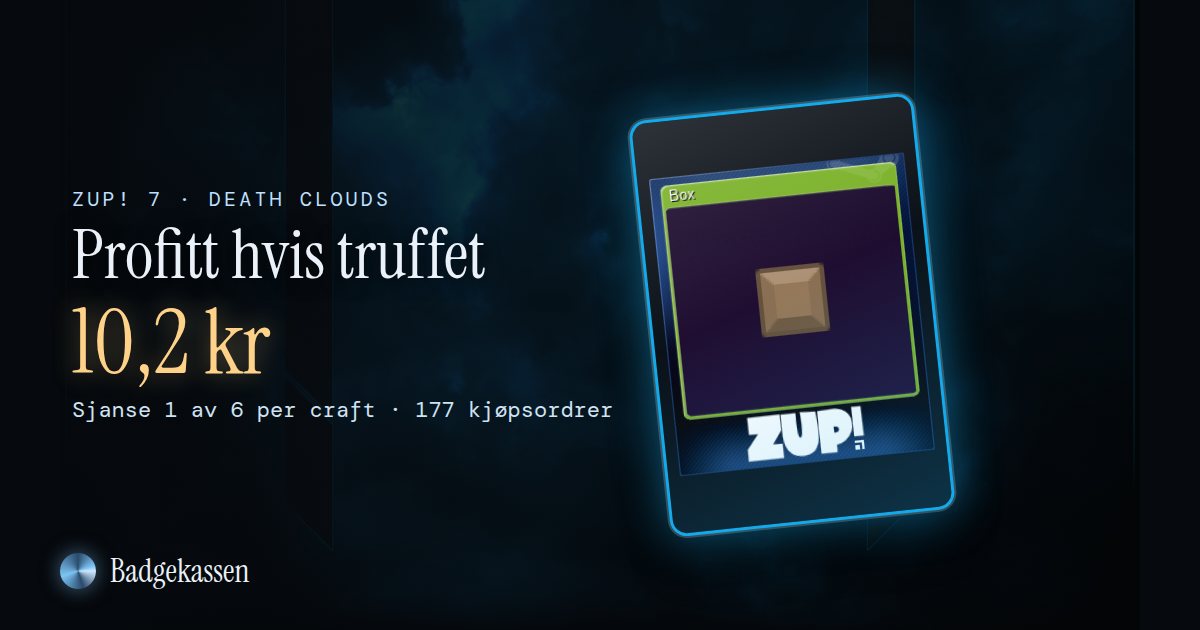 ZUP! 7 · DEATH CLOUDS
Profitt hvis truffet
10,2 kr
Sjanse 1 av 6 per craft · 177 kjøpsordrer
Box
ZUP!
Badgekassen